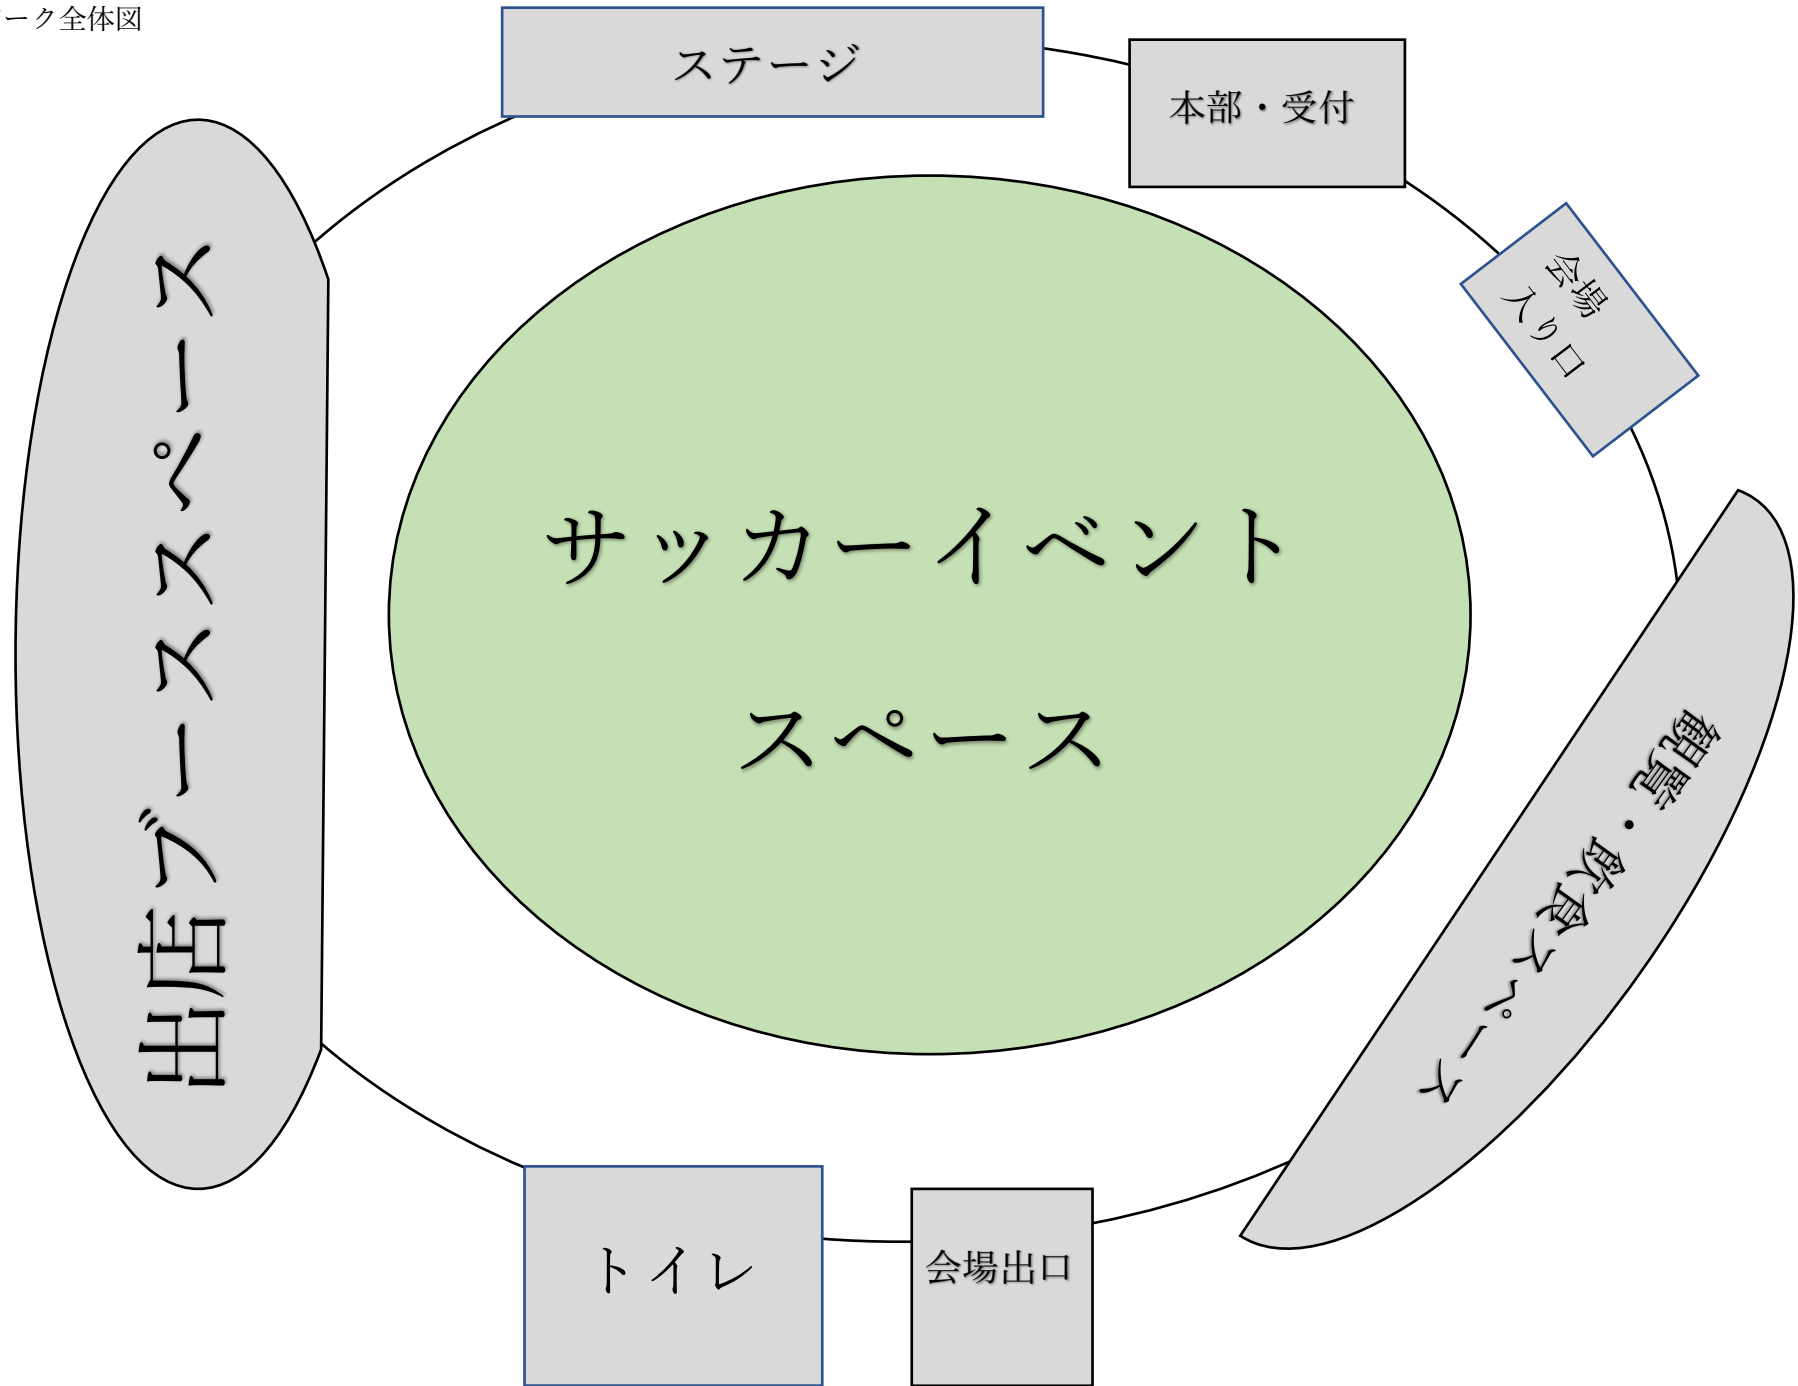 ーク全体図
ステージ
本部・受付
会場
入り口
出店ブーススペース
サッカーイベント
スペース
観覧・飲食スペース
トイレ
会場出口